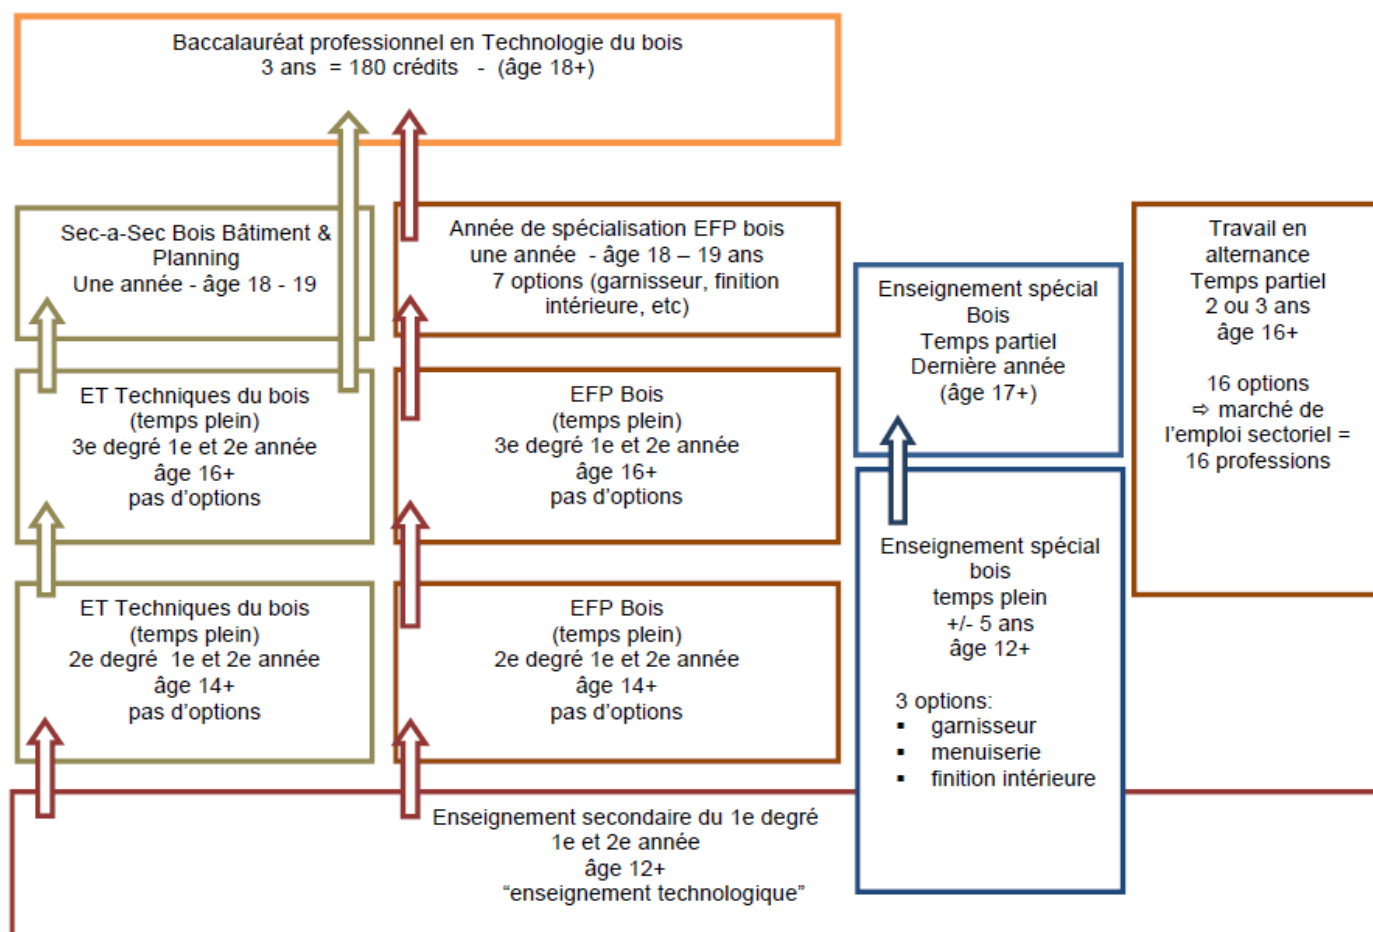 Baccalauréat professionnel en Technologie du bois
3 ans = 180 crédits - (âge 18+)
Sec-a-Sec Bois Bâtiment &
Planning
Une année - âge 18 - 19
Année de spécialisation EFP bois
une année - âge 18 – 19 ans
7 options (garnisseur, finition
intérieure, etc)
Enseignement spécial
Bois
Temps partiel
Dernière année
(âge 17+)
Travail en
alternance
Temps partiel
2 ou 3 ans
âge 16+
16 options
⇨ marché de
l’emploi sectoriel =
16 professions
ET Techniques du bois
(temps plein)
3e degré 1e et 2e année
âge 16+
pas d’options
EFP Bois
(temps plein)
3e degré 1e et 2e année
âge 16+
pas d’options
Enseignement spécial
bois
temps plein
+/- 5 ans
âge 12+
3 options:
▪ garnisseur
▪ menuiserie
▪ finition intérieure
ET Techniques du bois
(temps plein)
2e degré 1e et 2e année
âge 14+
pas d’options
EFP Bois
(temps plein)
2e degré 1e et 2e année
âge 14+
pas d’options
Enseignement secondaire du 1e degré
1e et 2e année
âge 12+
“enseignement technologique”